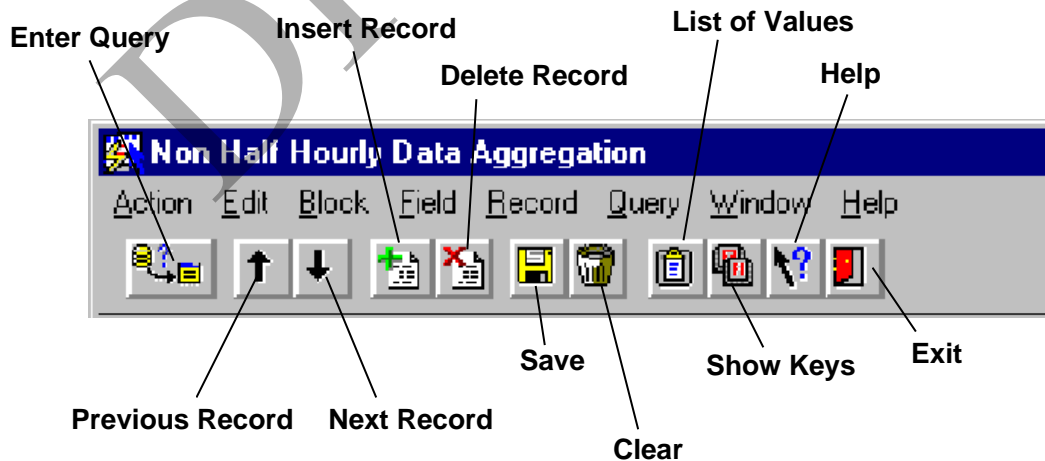 Enter Query
Insert Record
List of Values
Delete Record
Help
Non Half Hourly Data Aggregation
Action Edit Block Field Record Query Window Help
Save
Show Keys
Exit
Previous Record
Next Record
Clear